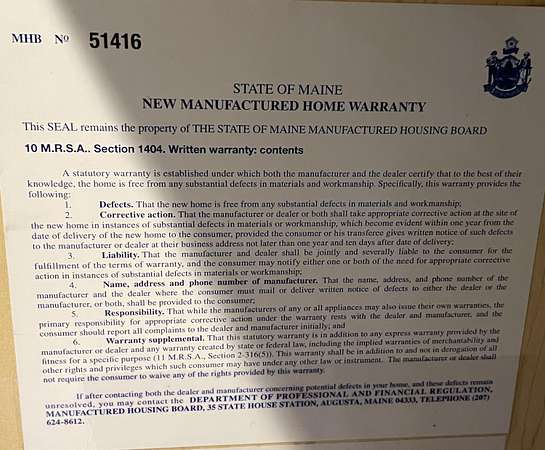 MHB No 51416
STATE OF MAINE
NEW MANUFACTURED HOME WARRANTY
This SEAL remains the property of THE STATE OF MAINE MANUFACTURED HOUSING BOARD
10 M.R.S.A.. Section 1404. Written warranty: contents
A statutory warranty is established under which both the manufacturer and the dealer certify that to the best of their
knowledge, the home is free from any substantial defects in materials and workmanship. Specifically, this warranty provides the
following:
1. Defects. That the new home is free from any substantial defects in materials and workmanship;
2. Corrective action. That the manufacturer or dealer or both shall take appropriate corrective action at the site of
the new home in instances of substantial defects in materials or workmanship, which become evident within one year from the
date of delivery of the new home to the consumer, provided the consumer or his transferee gives written notice of such defects
to the manufacturer or dealer at their business address not later than one year and ten days after date of delivery;
3. Liability. That the manufacturer and dealer shall be jointly and severally liable to the consumer for the
fulfillment of the terms of warranty, and the consumer may notify either one or both of the need for appropriate corrective
action in instances of substantial defects in materials or workmanship;
4. Name, address and phone number of manufacturer. That the name, address, and phone number of the
manufacturer and the dealer where the consumer must mail or deliver written notice of defects to either the dealer or the
manufacturer, or both, shall be provided to the consumer;
5. Responsibility. That while the manufacturers of any or all appliances may also issue their own warranties, the
primary responsibility for appropriate corrective action under the warranty rests with the dealer and manufacturer, and the
consumer should report all complaints to the dealer and manufacturer initially; and
6. Warranty supplemental. That this statutory warranty is in addition to any express warranty provided by the
manufacturer or dealer and any warranty created by state or federal law, including the implied warranties of merchantability and
fitness for a specific purpose (11 M.R.S.A., Section 2-316(5)). This warranty shall be in addition to and not in derogation of all
other rights and privileges which such consumer may have under any other law or instrument. The manufacturer or dealer shall
not require the consumer to waive any of the rights provided by this warranty.
If after contacting both the dealer and manufacturer concerning potential defects in your home, and these defects remain
unresolved, you may contact the DEPARTMENT OF PROFESSIONAL AND FINANCIAL REGULATION,
MANUFACTURED HOUSING BOARD, 35 STATE HOUSE STATION, AUGUSTA, MAINE 04333, TELEPHONE (207)
624-8612.